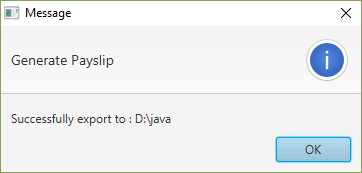 Message
Generate Payslip
Successfully export to : D:\java
OK